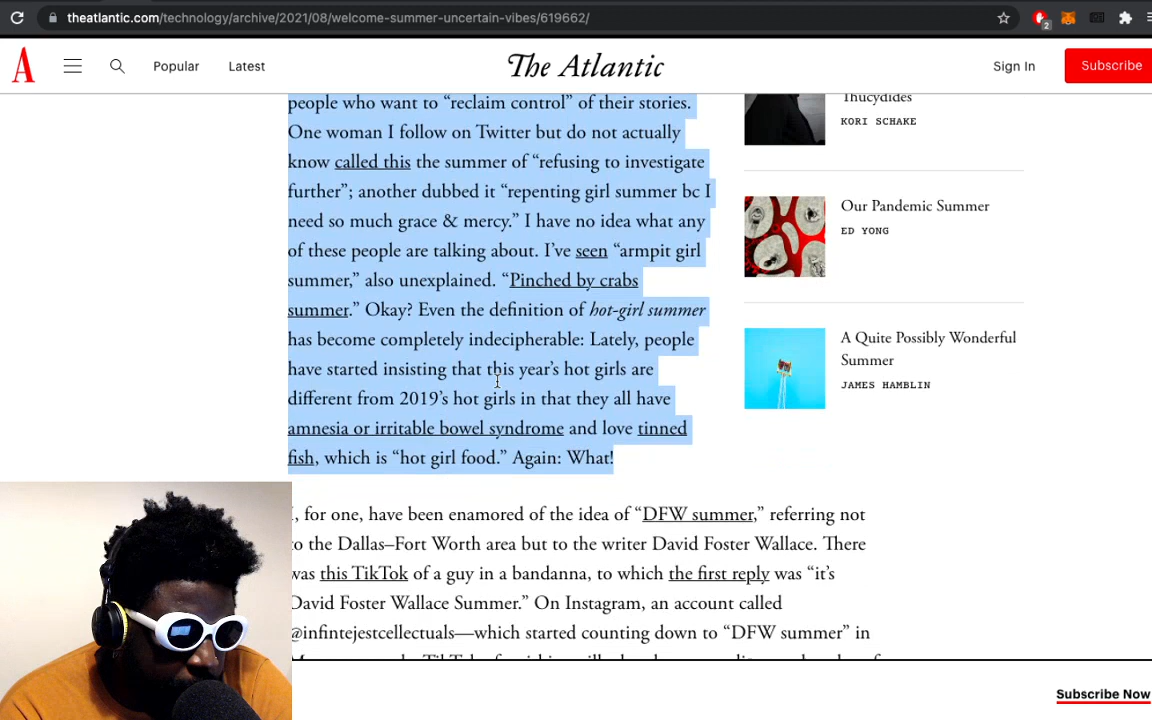 theatlantic.com/technology/archive/2021/08/welcome-summer-uncertain-vibes/619662/
2
Popular
Latest
The Atlantic
Sign In
Subscribe
people who want to “reclaim control” of their stories.
One woman I follow on Twitter but do not actually
know called this the summer of “refusing to investigate
further”; another dubbed it “repenting girl summer bc I
need so much grace & mercy.” I have no idea what any
of these people are talking about. I’ve seen “armpit girl
summer,” also unexplained. “Pinched by crabs
summer.” Okay? Even the definition of hot-girl summer
has become completely indecipherable: Lately, people
have started insisting that this year’s hot girls are
different from 2019’s hot girls in that they all have
amnesia or irritable bowel syndrome and love tinned
fish, which is “hot girl food.” Again: What!
I, for one, have been enamored of the idea of “DFW summer,” referring not
to the Dallas–Fort Worth area but to the writer David Foster Wallace. There
was this TikTok of a guy in a bandanna, to which the first reply was “it’s
David Foster Wallace Summer.” On Instagram, an account called
@infintejestcellectuals—which started counting down to “DFW summer” in
Thucydides
KORI SCHAKE
Our Pandemic Summer
ED YONG
A Quite Possibly Wonderful
Summer
JAMES HAMBLIN
Subscribe Now